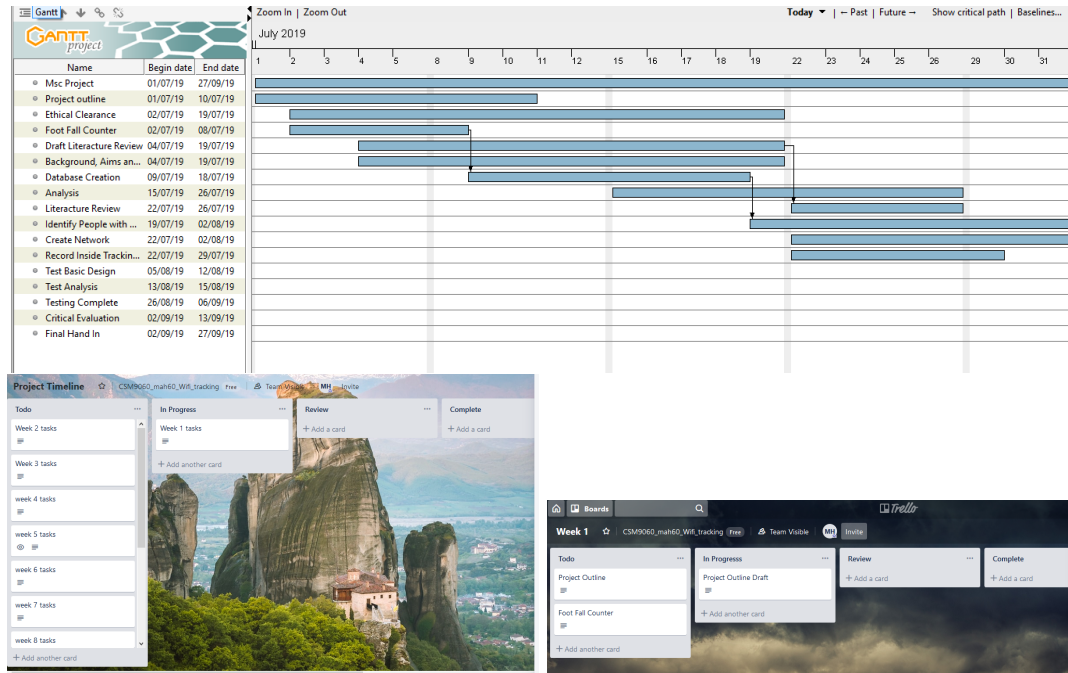 Gantt
Zoom In | Zoom Out
Today ▼ | ← Past | Future → Show critical path | Baselines...
GANTT
project
July 2019
1 2 3 4 5 8 9 10 11 12 15 16 17 18 19 22 23 24 25 26 29 30 31
Name Begin date End date
Msc Project 01/07/19 27/09/19
Project outline 01/07/19 10/07/19
Ethical Clearance 02/07/19 19/07/19
Foot Fall Counter 02/07/19 08/07/19
Draft Literacture Review 04/07/19 19/07/19
Background, Aims an... 04/07/19 19/07/19
Database Creation 09/07/19 18/07/19
Analysis 15/07/19 26/07/19
Literacture Review 22/07/19 26/07/19
Identify People with ... 19/07/19 02/08/19
Create Network 22/07/19 02/08/19
Record Inside Trackin... 22/07/19 29/07/19
Test Basic Design 05/08/19 12/08/19
Test Analysis 13/08/19 15/08/19
Testing Complete 26/08/19 06/09/19
Critical Evaluation 02/09/19 13/09/19
Final Hand In 02/09/19 27/09/19
Project Timeline CSM9060_mah60_Wifi_tracking Free Team Visible MH Invite
Todo ...
Week 2 tasks
Week 3 tasks
week 4 tasks
week 5 tasks
week 6 tasks
week 7 tasks
week 8 tasks
+ Add another card
In Progress ...
Week 1 tasks
+ Add another card
Review ...
+ Add a card
Complete
+ Add a card
Boards
Trello
Week 1 CSM9060_mah60_Wifi_tracking Free Team Visible MH Invite
Todo ...
Project Outline
Foot Fall Counter
+ Add another card
In Progresss ...
Project Outline Draft
+ Add another card
Review ...
+ Add a card
Complete
+ Add a card